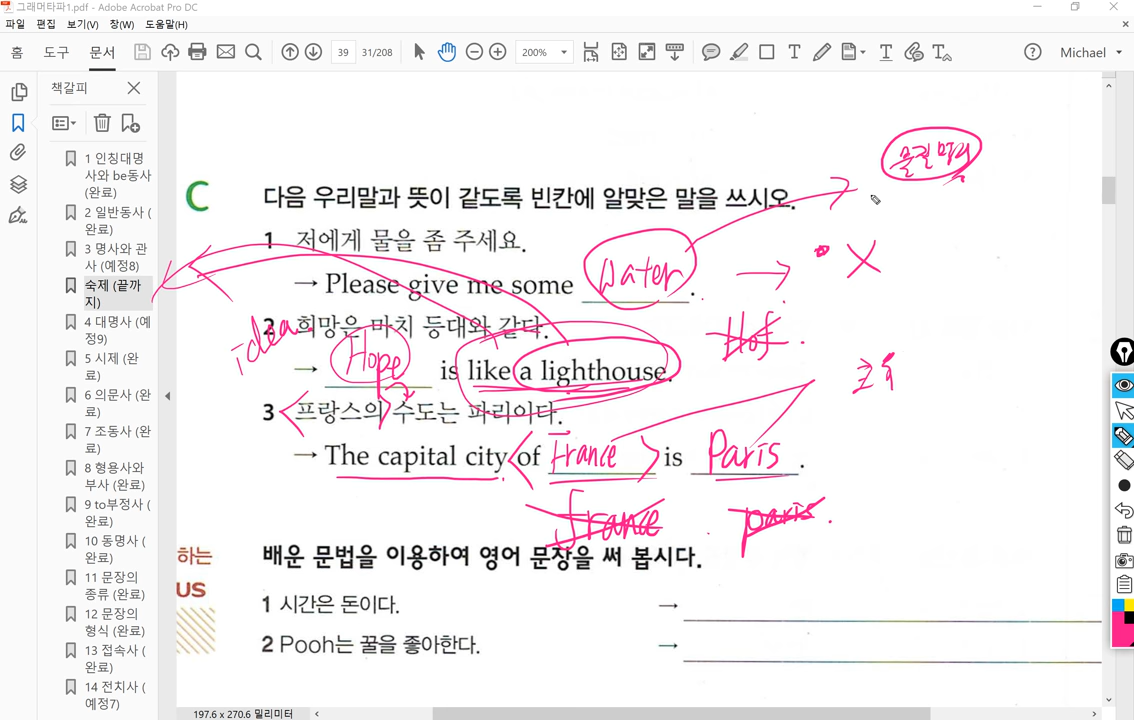 그래머타파1.pdf - Adobe Acrobat Pro DC
파일 편집 보기(V) 창(W) 도움말(H)
홈 도구 문서 39 31/208 200% Michael
책갈피
1 인칭대명
사와 be동사
(완료)
2 일반동사 (
완료)
3 명사와 관
사 (예정8)
숙제 (끝까
지)
4 대명사 (예
정9)
5 시제 (완
료)
6 의문사 (완
료)
7 조동사 (완
료)
8 형용사와
부사 (완료)
9 to부정사 (
완료)
10 동명사 (
완료)
11 문장의
종류 (완료)
12 문장의
형식 (완료)
13 접속사 (
완료)
14 전치사 (
예정7)
물질명사
C 다음 우리말과 뜻이 같도록 빈칸에 알맞은 말을 쓰시오.
1 저에게 물을 좀 주세요.
→ Please give me some Water.
X
2 희망은 마치 등대와 같다.
idea
→ Hope is like a lighthouse.
3 프랑스의 수도는 파리이다.
→ The capital city of France is Paris.
france paris.
하는 배운 문법을 이용하여 영어 문장을 써 봅시다.
US
1 시간은 돈이다. →
2 Pooh는 꿀을 좋아한다. →
197.6 x 270.6 밀리미터